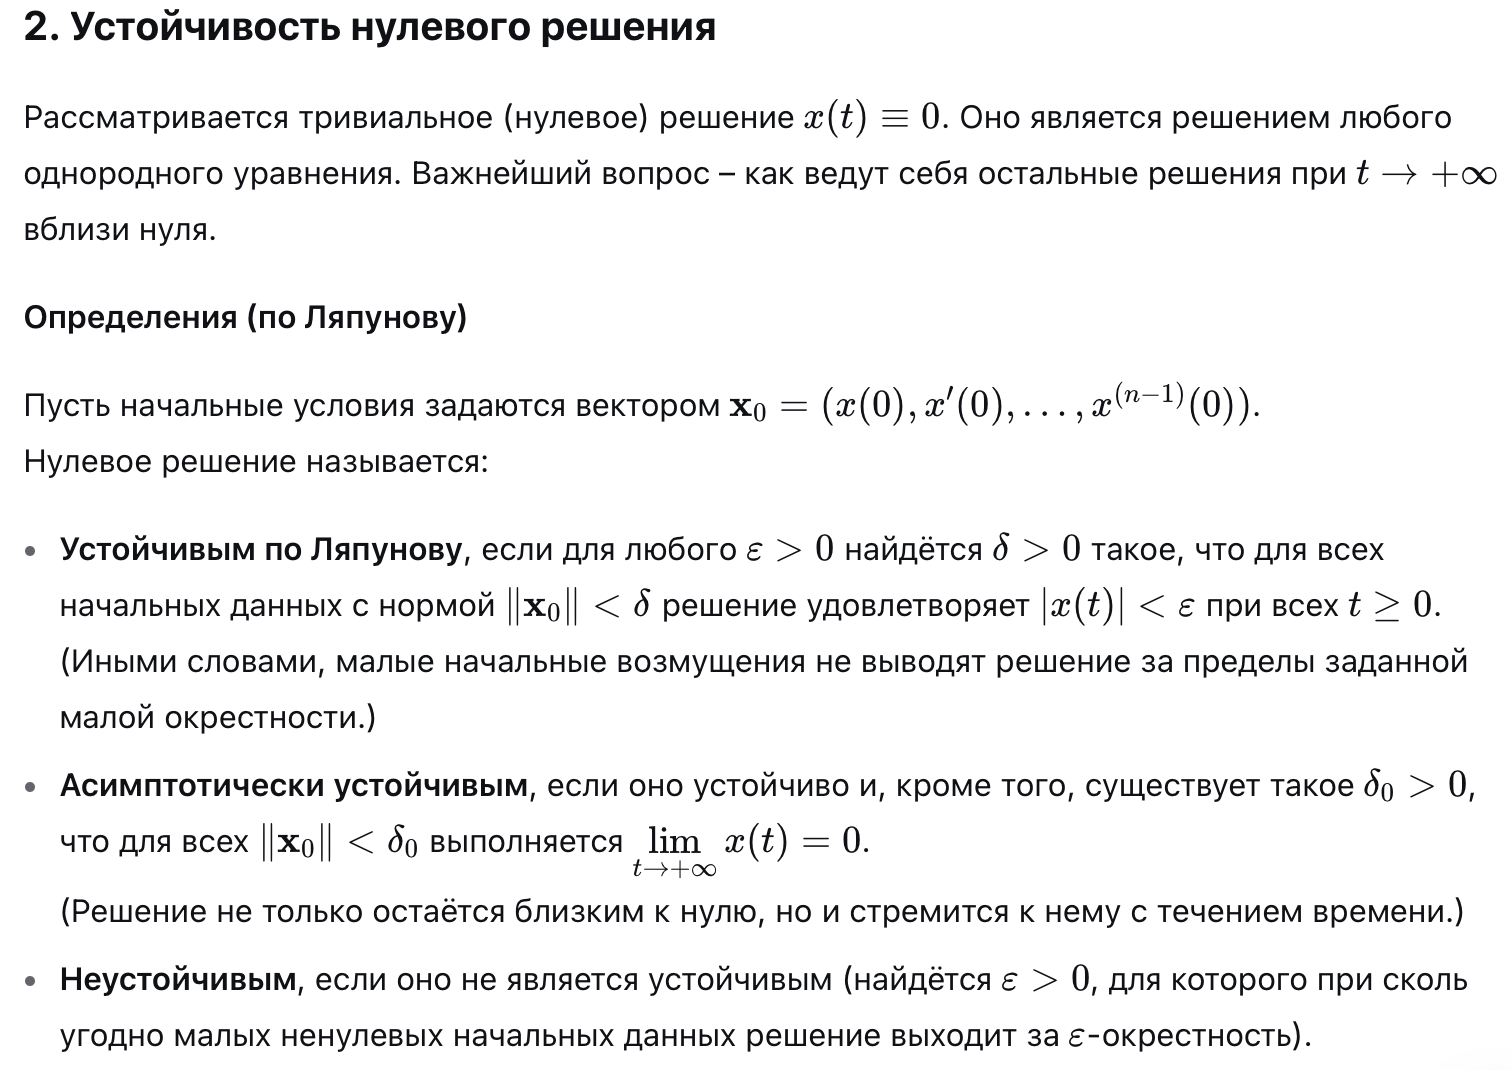 2. Устойчивость нулевого решения
Рассматривается тривиальное (нулевое) решение x(t) ≡ 0. Оно является решением любого
однородного уравнения. Важнейший вопрос – как ведут себя остальные решения при t → +∞
вблизи нуля.
Определения (по Ляпунову)
Пусть начальные условия задаются вектором 𝐱₀ = (x(0), x′(0), . . . , x⁽ⁿ⁻¹⁾(0)).
Нулевое решение называется:
• Устойчивым по Ляпунову, если для любого ε > 0 найдётся δ > 0 такое, что для всех
начальных данных с нормой ‖𝐱₀‖ < δ решение удовлетворяет |x(t)| < ε при всех t ≥ 0.
(Иными словами, малые начальные возмущения не выводят решение за пределы заданной
малой окрестности.)
• Асимптотически устойчивым, если оно устойчиво и, кроме того, существует такое δ₀ > 0,
что для всех ‖𝐱₀‖ < δ₀ выполняется lim t→+∞ x(t) = 0.
(Решение не только остаётся близким к нулю, но и стремится к нему с течением времени.)
• Неустойчивым, если оно не является устойчивым (найдётся ε > 0, для которого при сколь
угодно малых ненулевых начальных данных решение выходит за ε-окрестность).